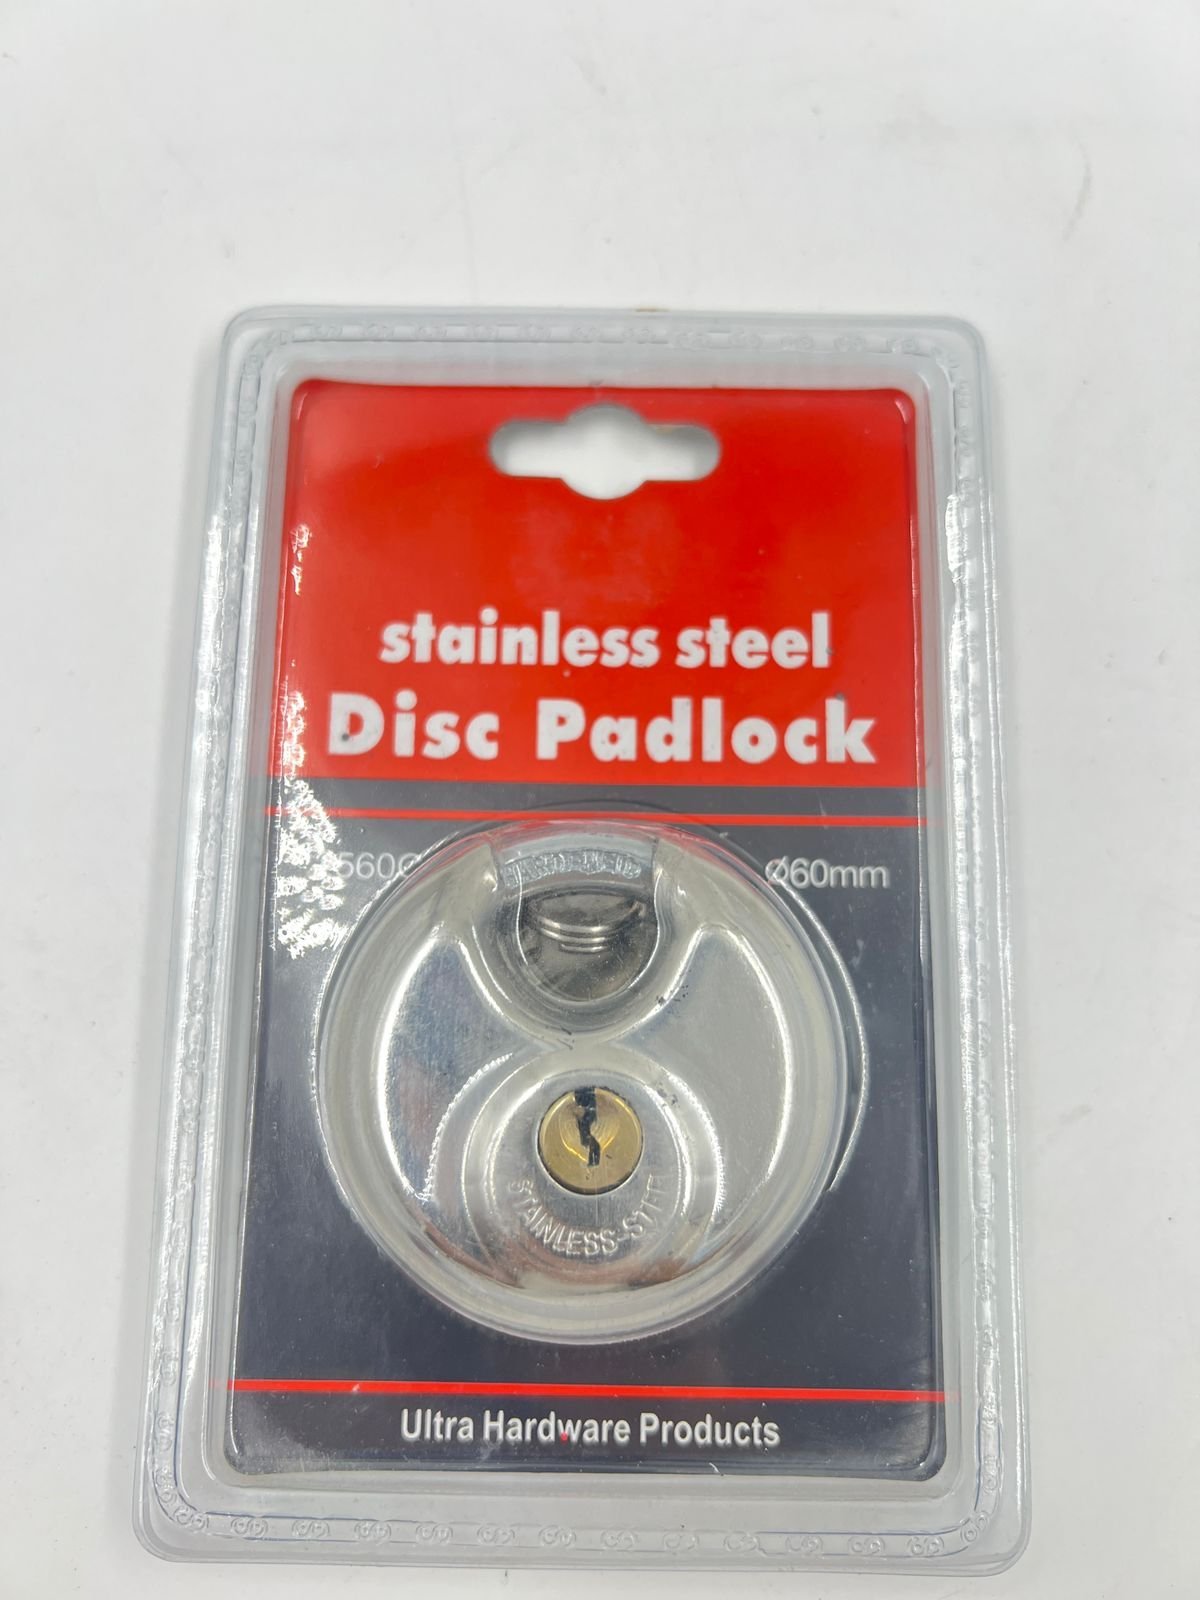 stainless steel
Disc Padlock
Ø60mm
STAINLESS-STEEL
Ultra Hardware Products